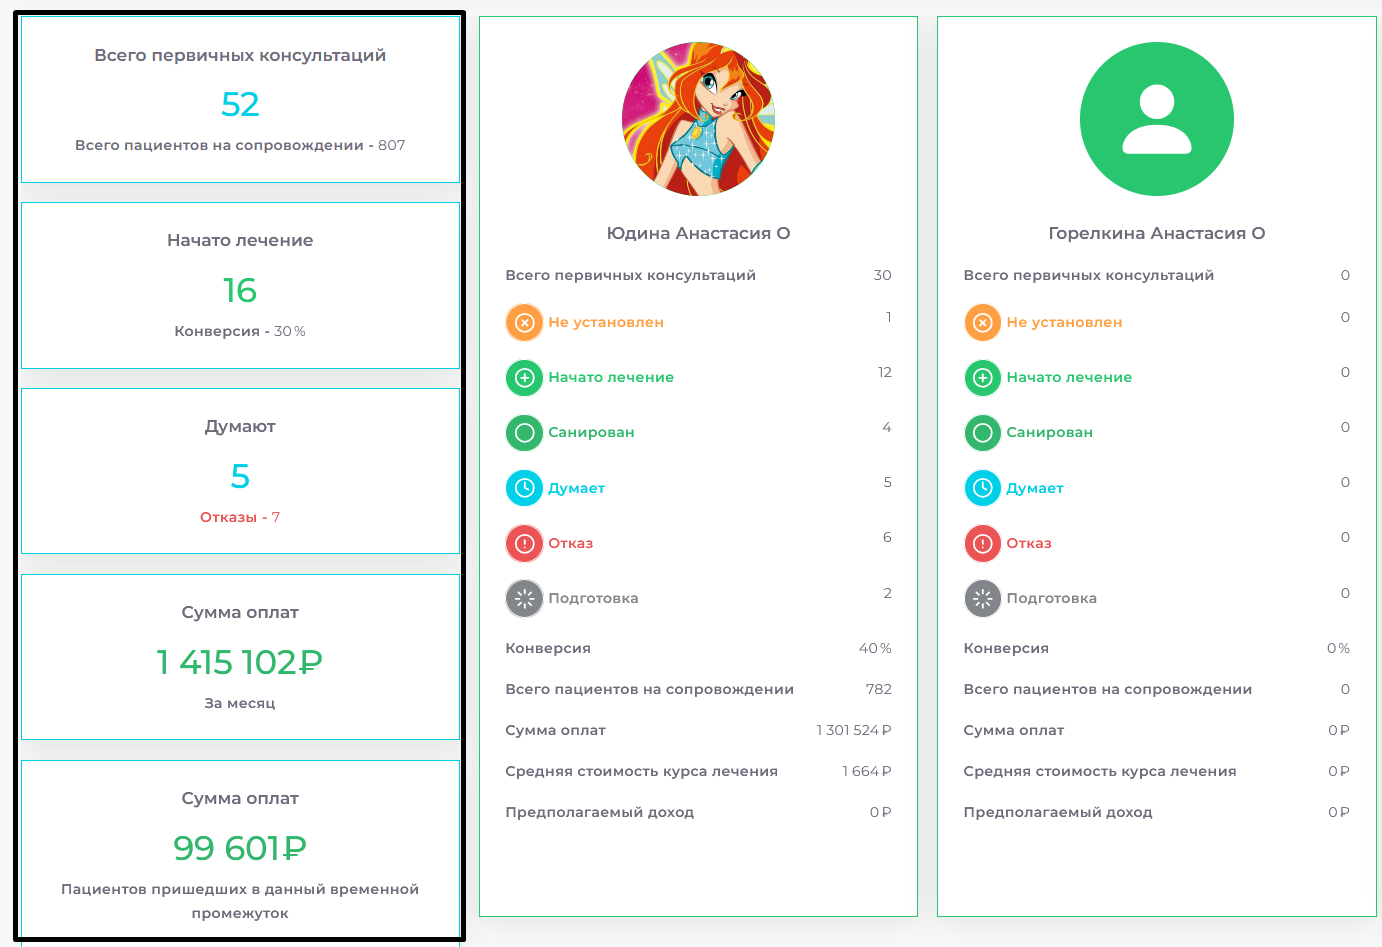 Всего первичных консультаций
52
Всего пациентов на сопровождении - 807
Начато лечение
16
Конверсия - 30%
Думают
5
Отказы - 7
Сумма оплат
1 415 102₽
За месяц
Сумма оплат
99 601₽
Пациентов пришедших в данный временной
промежуток
Юдина Анастасия О
Всего первичных консультаций 30
Не установлен 1
Начато лечение 12
Санирован 4
Думает 5
Отказ 6
Подготовка 2
Конверсия 40%
Всего пациентов на сопровождении 782
Сумма оплат 1 301 524₽
Средняя стоимость курса лечения 1 664₽
Предполагаемый доход 0₽
Горелкина Анастасия О
Всего первичных консультаций 0
Не установлен 0
Начато лечение 0
Санирован 0
Думает 0
Отказ 0
Подготовка 0
Конверсия 0%
Всего пациентов на сопровождении 0
Сумма оплат 0₽
Средняя стоимость курса лечения 0₽
Предполагаемый доход 0₽